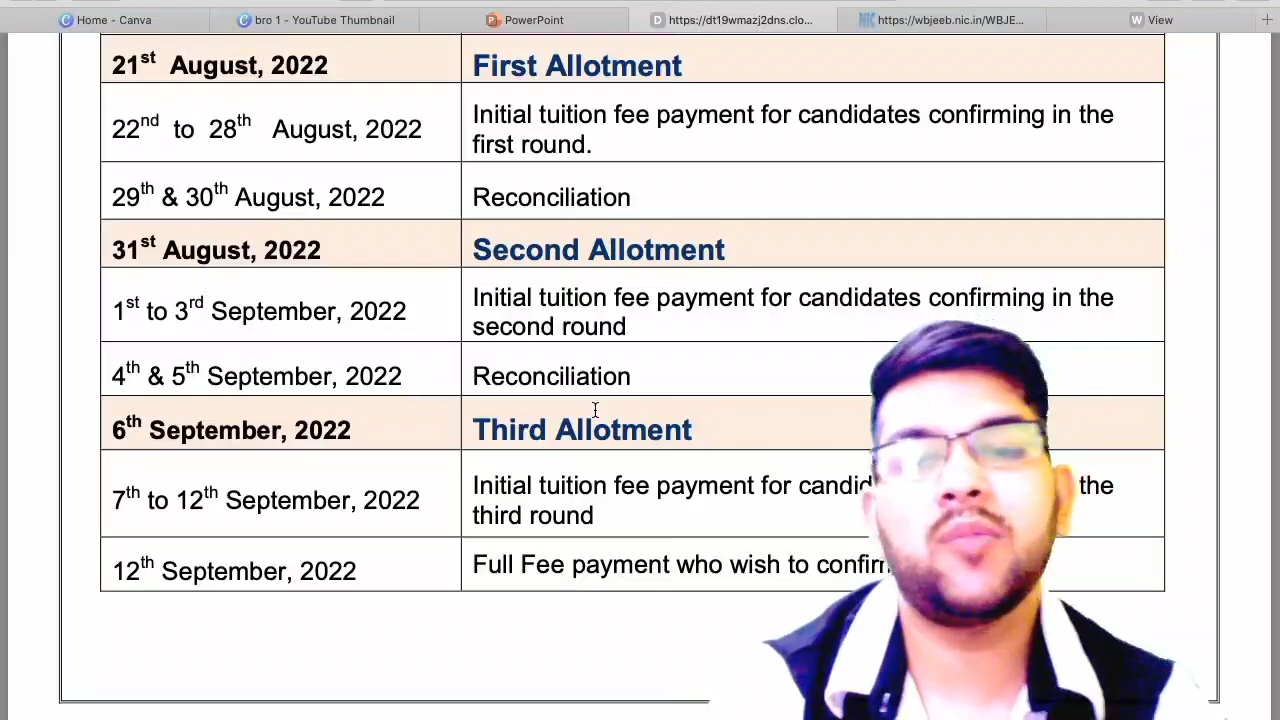 Home - Canva
bro 1 - YouTube Thumbnail
PowerPoint
https://dt19wmazj2dns.clo...
https://wbjeeb.nic.in/WBJE...
View
21st August, 2022
First Allotment
22nd to 28th August, 2022
Initial tuition fee payment for candidates confirming in the
first round.
29th & 30th August, 2022
Reconciliation
31st August, 2022
Second Allotment
1st to 3rd September, 2022
Initial tuition fee payment for candidates confirming in the
second round
4th & 5th September, 2022
Reconciliation
6th September, 2022
Third Allotment
7th to 12th September, 2022
Initial tuition fee payment for the
third round
12th September, 2022
Full Fee payment who wish to